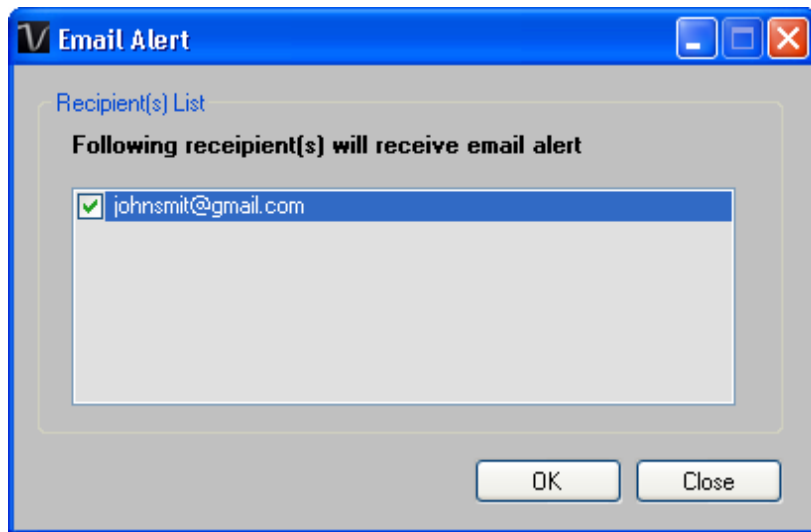 Email Alert
Recipient(s) List
Following receipient(s) will receive email alert
johnsmit@gmail.com
OK Close